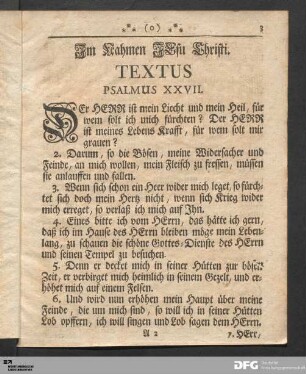 (o) 3
Im Nahmen JEsu Christi.
TEXTUS
PSALMUS XXVII.
DEr HERR ist mein Liecht und mein Heil, für
wem solt ich mich fürchten? Der HERR
ist meines Lebens Krafft, für wem solt mir
grauen?
2. Darum, so die Bösen, meine Widersacher und
Feinde, an mich wollen, mein Fleisch zu fressen, müssen
sie anlauffen und fallen.
3. Wenn sich schon ein Heer wider mich leget, so fürch-
tet sich doch mein Hertz nicht, wenn sich Krieg wider
mich erreget, so verlaß ich mich auf Ihn.
4. Eines bitte ich vom HErrn, das hätte ich gern,
daß ich im Hause des HErrn bleiben möge mein Leben-
lang, zu schauen die schöne Gottes-Dienste des HErrn
und seinen Tempel zu besuchen.
5. Denn er decket mich in seiner Hütten zur bösen
Zeit, er verbirget mich heimlich in seinem Gezelt, und er-
höhet mich auf einem Felsen.
6. Und wird nun erhöhen mein Haupt über meine
Feinde, die um mich sind, so will ich in seiner Hütten
Lob opffern, ich will singen und Lob sagen dem HErrn.
A 2 7. HErr,
DFG